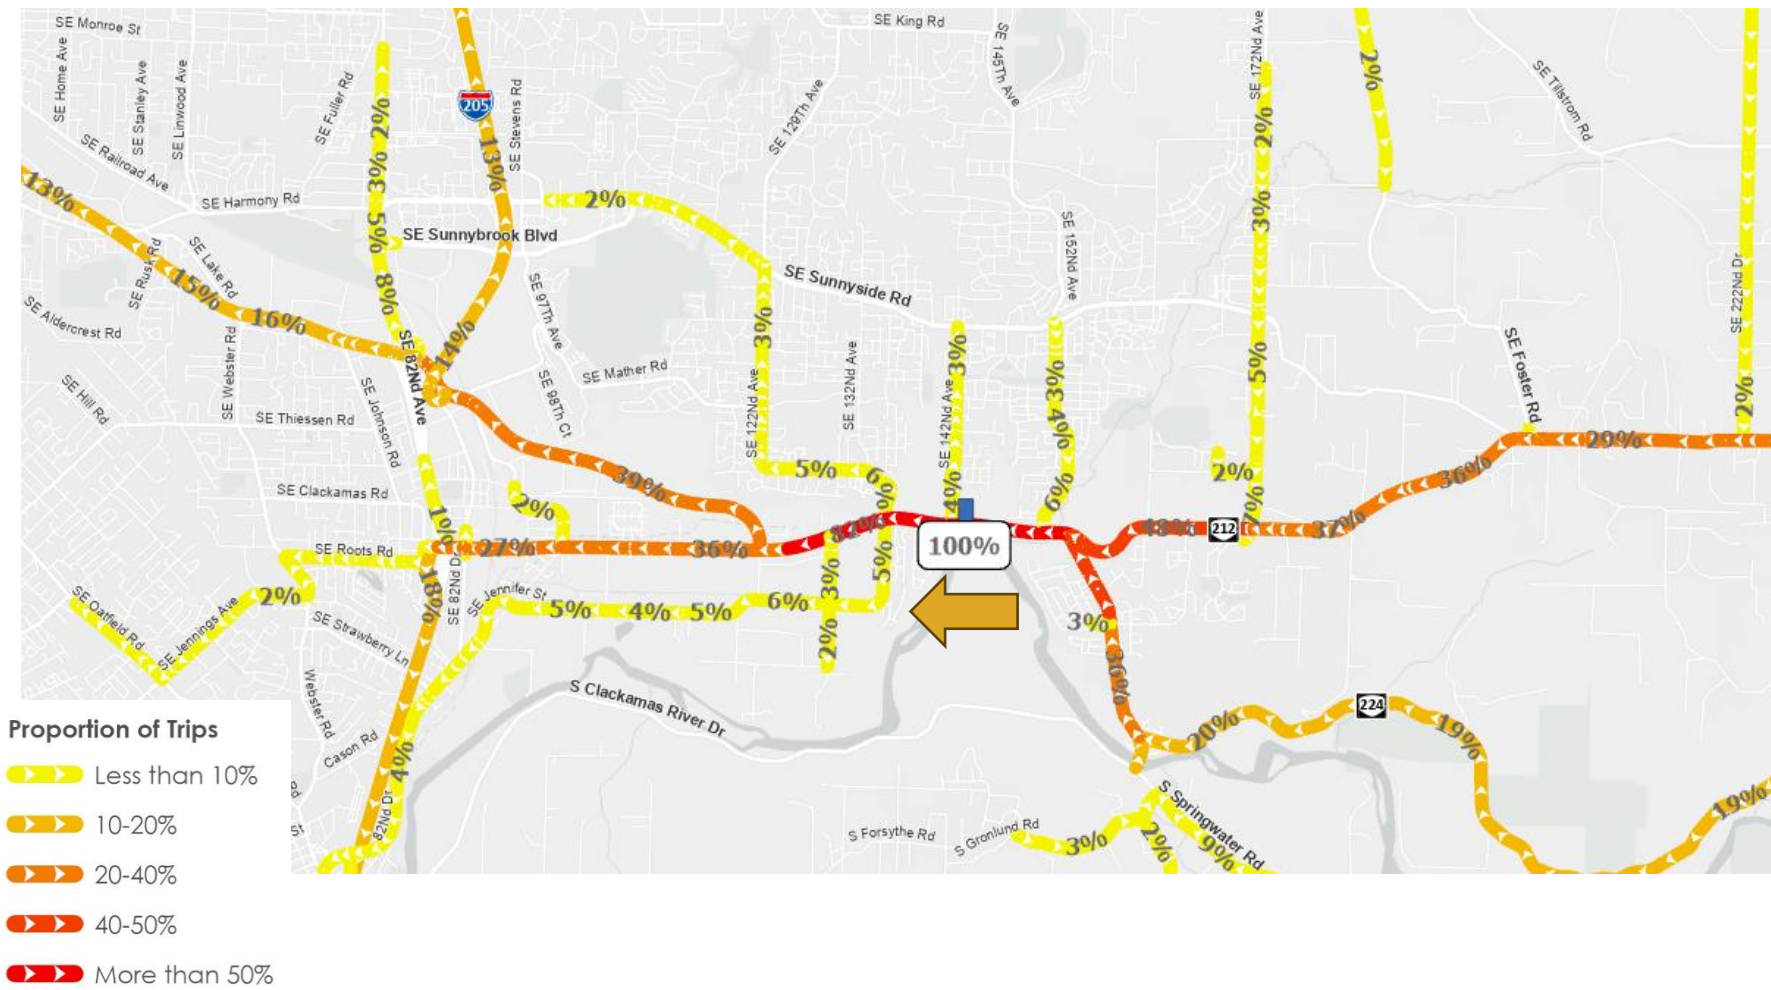 SE Monroe St
SE King Rd
SE Home Ave
SE Stanley Ave
SE Linwood Ave
SE Fuller Rd
205
SE Stevens Rd
SE 129Th Ave
SE 145Th Ave
SE 172Nd Ave
2%
SE Tillstrom Rd
SE Railroad Ave
2%
3%
5%
8%
13%
13%
SE Harmony Rd
2%
SE Sunnybrook Blvd
SE Sunnyside Rd
SE 152Nd Ave
2%
3%
5%
7%
SE 222Nd Dr
2%
SE Rusk Rd
SE Lake Rd
15%
16%
SE Aldercrest Rd
SE Webster Rd
SE 82Nd Ave
14%
SE 97Th Ave
SE Mather Rd
SE 98Th Ct
SE 122Nd Ave
3%
SE 132Nd Ave
SE 142Nd Ave
3%
4%
3%
4%
6%
SE Foster Rd
SE Hill Rd
SE Thiessen Rd
SE Johnson Rd
29%
36%
37%
2%
5%
6%
39%
SE Clackamas Rd
1%
2%
48%
212
SE Roots Rd
27%
36%
100%
18%
SE 82Nd Dr
3%
5%
SE Jennifer St
5%
4%
5%
6%
2%
2%
SE Oatfield Rd
SE Jennings Ave
SE Strawberry Ln
3%
36%
Webster Rd
S Clackamas River Dr
20%
224
19%
19%
Cason Rd
4%
82Nd Dr
Rd
St
S Forsythe Rd
S Gronlund Rd
3%
2%
9%
S Springwater Rd
Proportion of Trips
Less than 10%
10-20%
20-40%
40-50%
More than 50%